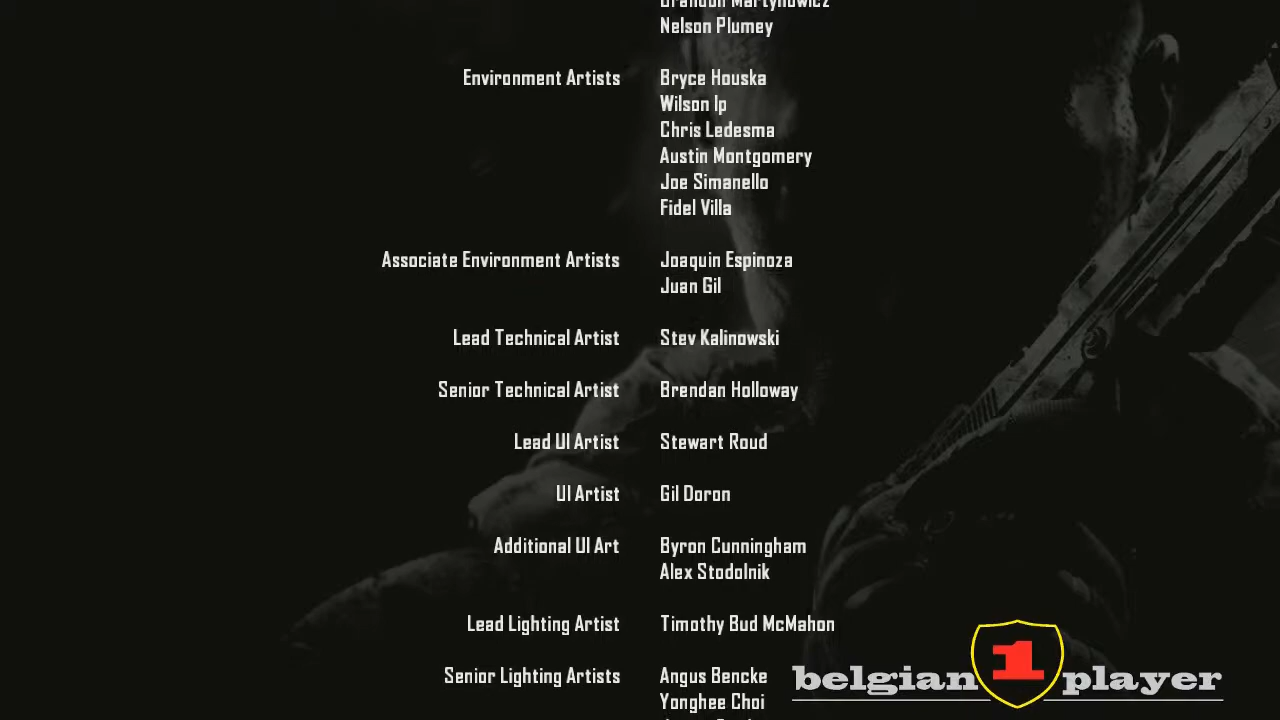 Brandon Martynowicz
Nelson Plumey
Environment Artists Bryce Houska
Wilson Ip
Chris Ledesma
Austin Montgomery
Joe Simanello
Fidel Villa
Associate Environment Artists Joaquin Espinoza
Juan Gil
Lead Technical Artist Stev Kalinowski
Senior Technical Artist Brendan Holloway
Lead UI Artist Stewart Roud
UI Artist Gil Doron
Additional UI Art Byron Cunningham
Alex Stodolnik
Lead Lighting Artist Timothy Bud McMahon
Senior Lighting Artists Angus Bencke
Yonghee Choi
belgian 1 player